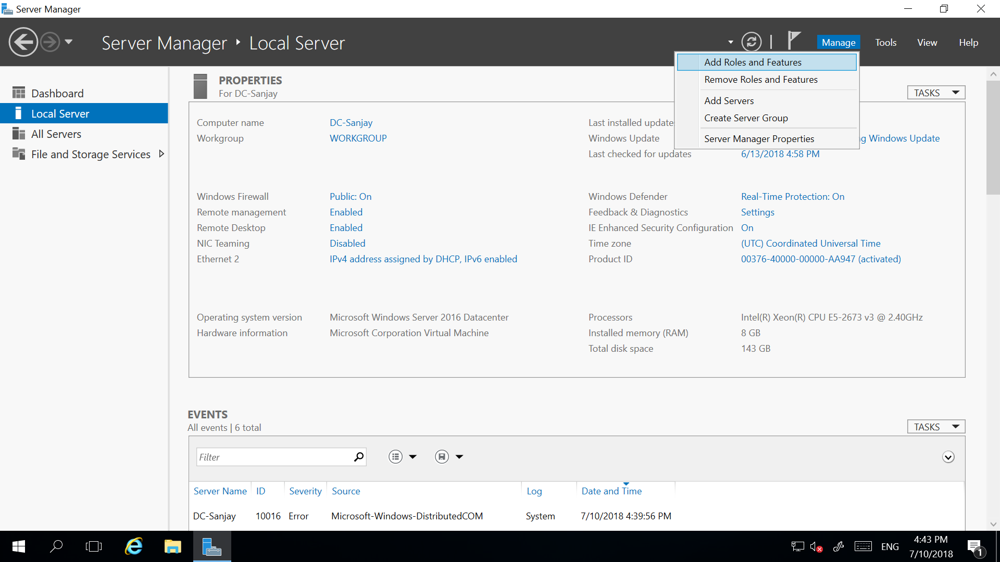 Server Manager
Server Manager ‣ Local Server
Manage Tools View Help
Add Roles and Features
Remove Roles and Features
Add Servers
Create Server Group
Server Manager Properties
Dashboard
Local Server
All Servers
File and Storage Services
PROPERTIES
For DC-Sanjay
TASKS
Computer name DC-Sanjay
Workgroup WORKGROUP
Last installed update
Windows Update g Windows Update
Last checked for updates 6/13/2018 4:58 PM
Windows Firewall Public: On
Remote management Enabled
Remote Desktop Enabled
NIC Teaming Disabled
Ethernet 2 IPv4 address assigned by DHCP, IPv6 enabled
Windows Defender Real-Time Protection: On
Feedback & Diagnostics Settings
IE Enhanced Security Configuration On
Time zone (UTC) Coordinated Universal Time
Product ID 00376-40000-00000-AA947 (activated)
Operating system version Microsoft Windows Server 2016 Datacenter
Hardware information Microsoft Corporation Virtual Machine
Processors Intel(R) Xeon(R) CPU E5-2673 v3 @ 2.40GHz
Installed memory (RAM) 8 GB
Total disk space 143 GB
EVENTS
All events | 6 total
TASKS
Filter
Server Name ID Severity Source Log Date and Time
DC-Sanjay 10016 Error Microsoft-Windows-DistributedCOM System 7/10/2018 4:39:56 PM
ENG
4:43 PM
7/10/2018
1